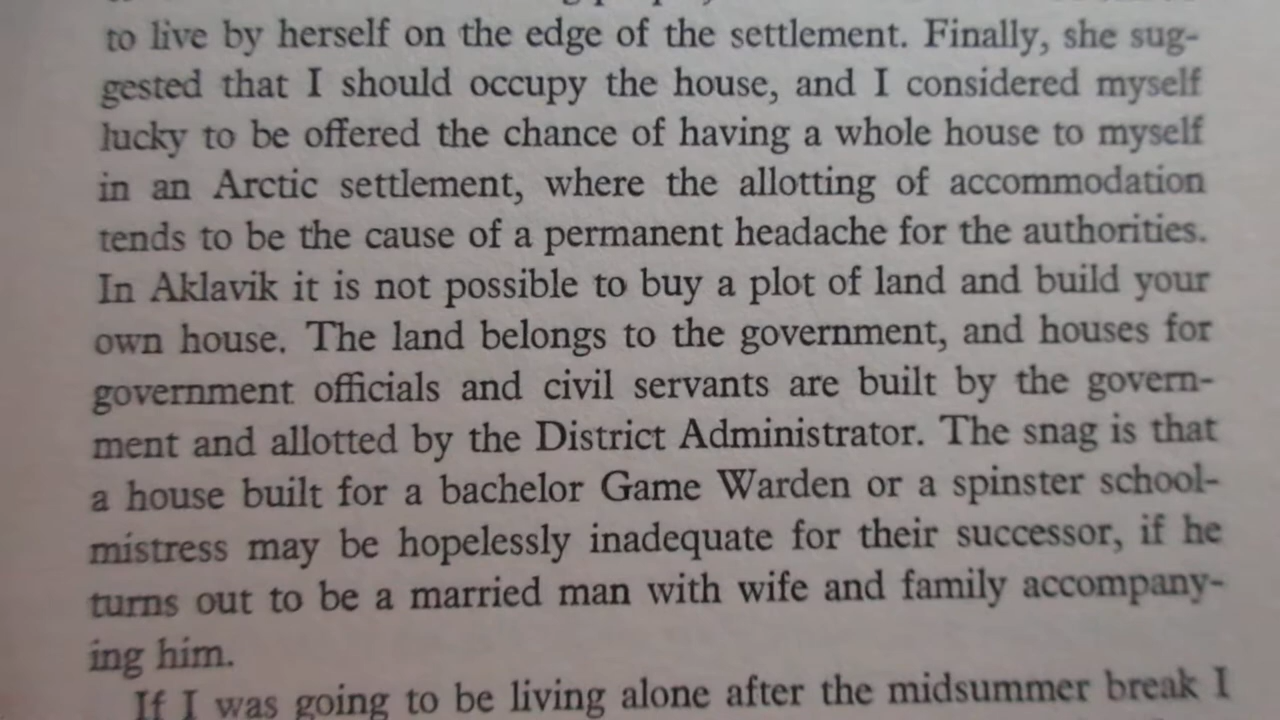 to live by herself on the edge of the settlement. Finally, she sug-
gested that I should occupy the house, and I considered myself
lucky to be offered the chance of having a whole house to myself
in an Arctic settlement, where the allotting of accommodation
tends to be the cause of a permanent headache for the authorities.
In Aklavik it is not possible to buy a plot of land and build your
own house. The land belongs to the government, and houses for
government officials and civil servants are built by the govern-
ment and allotted by the District Administrator. The snag is that
a house built for a bachelor Game Warden or a spinster school-
mistress may be hopelessly inadequate for their successor, if he
turns out to be a married man with wife and family accompany-
ing him.
If I was going to be living alone after the midsummer break I